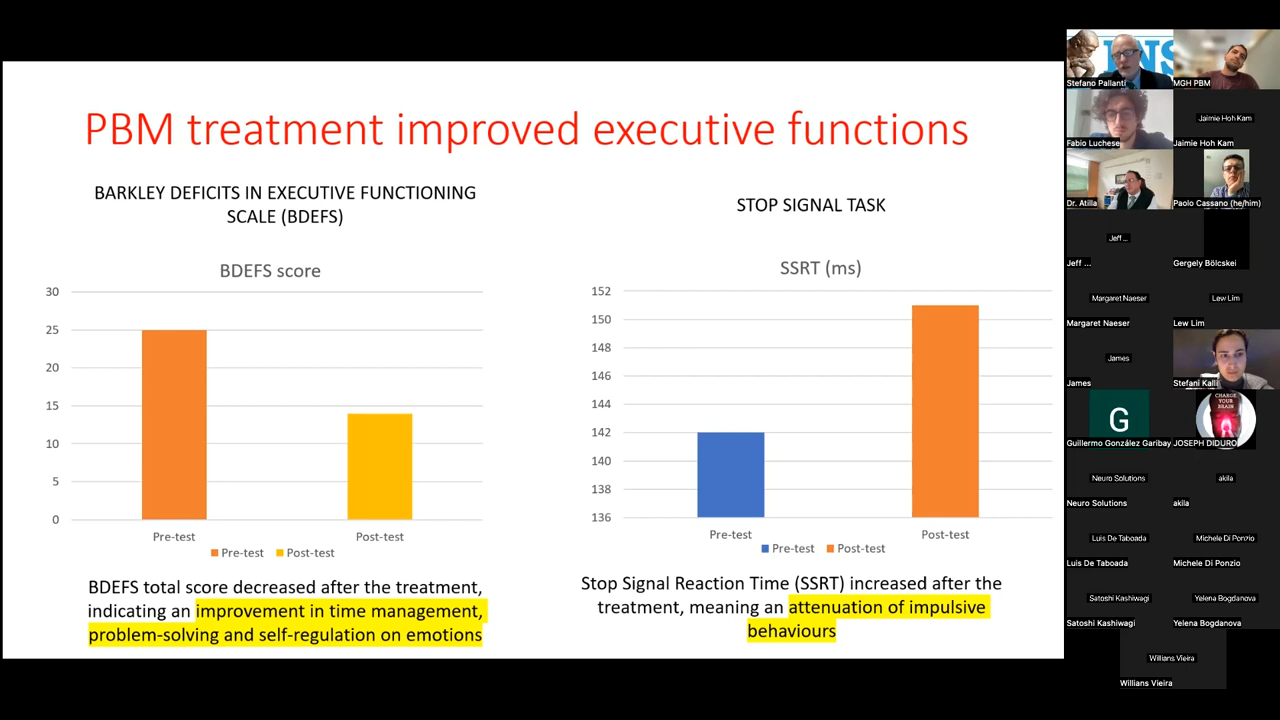 PBM treatment improved executive functions
BARKLEY DEFICITS IN EXECUTIVE FUNCTIONING
SCALE (BDEFS)
BDEFS score
30
25
20
15
10
5
0
Pre-test
Post-test
Pre-test
Post-test
BDEFS total score decreased after the treatment,
indicating an improvement in time management,
problem-solving and self-regulation on emotions
STOP SIGNAL TASK
SSRT (ms)
152
150
148
146
144
142
140
138
136
Pre-test
Post-test
Pre-test
Post-test
Stop Signal Reaction Time (SSRT) increased after the
treatment, meaning an attenuation of impulsive
behaviours
Stefano Pallanti
MGH PBM
Fabio Luchese
Jaimie Hoh Kam
Jaimie Hoh Kam
Dr. Atilla
Paolo Cassano (he/him)
Jeff ...
Jeff ...
Gergely Bölcskei
Margaret Naeser
Margaret Naeser
Lew Lim
Lew Lim
James
James
Stefani Kalli
G
Guillermo González Garibay
CHARGE
YOUR
BRAIN
JOSEPH DIDURO
Neuro Solutions
Neuro Solutions
akila
akila
Luis De Taboada
Luis De Taboada
Michele Di Ponzio
Michele Di Ponzio
Satoshi Kashiwagi
Satoshi Kashiwagi
Yelena Bogdanova
Yelena Bogdanova
Willians Vieira
Willians Vieira